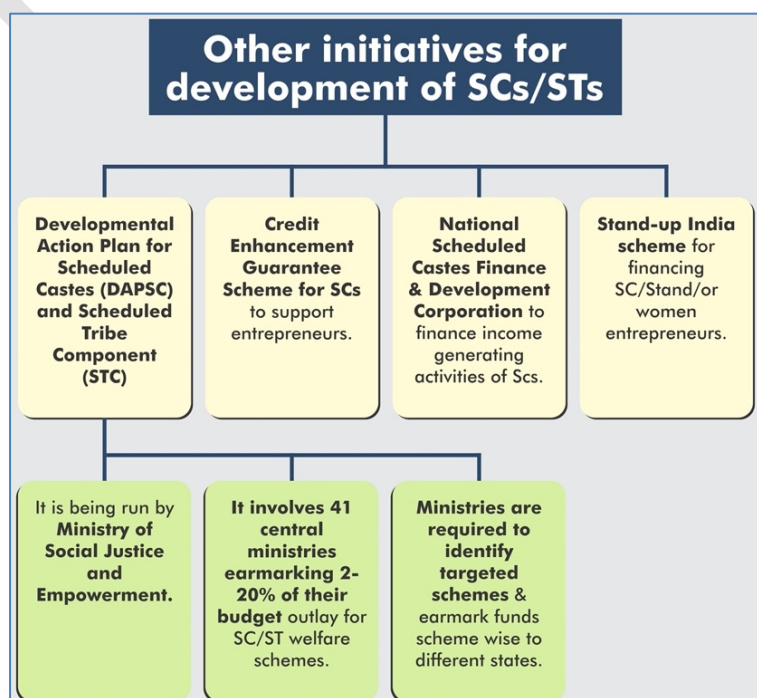 Other initiatives for
development of SCs/STs
Developmental
Action Plan for
Scheduled
Castes (DAPSC)
and Scheduled
Tribe
Component
(STC)
Credit
Enhancement
Guarantee
Scheme for SCs
to support
entrepreneurs.
National
Scheduled
Castes Finance
& Development
Corporation to
finance income
generating
activities of Scs.
Stand-up India
scheme for
financing
SC/Stand/or
women
entrepreneurs.
It is being run by
Ministry of
Social Justice
and
Empowerment.
It involves 41
central
ministries
earmarking 2-
20% of their
budget outlay for
SC/ST welfare
schemes.
Ministries are
required to
identify
targeted
schemes &
earmark funds
scheme wise to
different states.